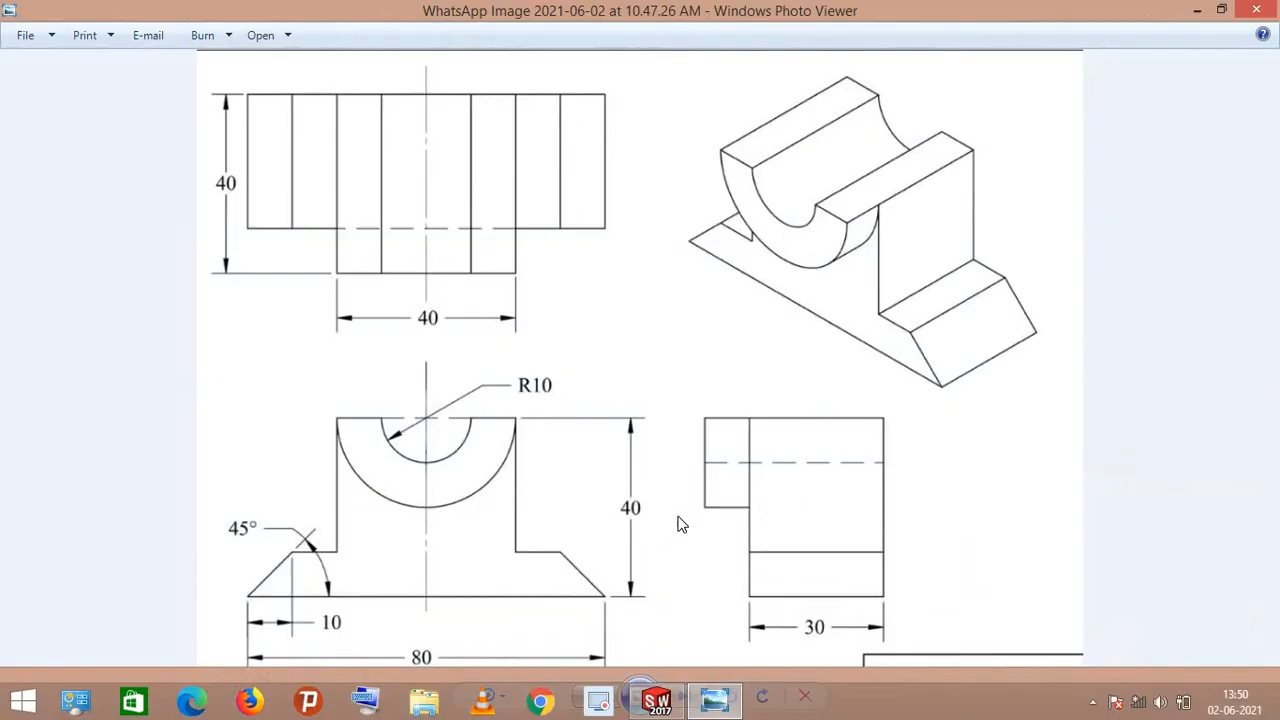 WhatsApp Image 2021-06-02 at 10.47.26 AM - Windows Photo Viewer
File Print E-mail Burn Open
40
40
R10
45°
40
10
30
80
SW
2017
13:50
02-06-2021